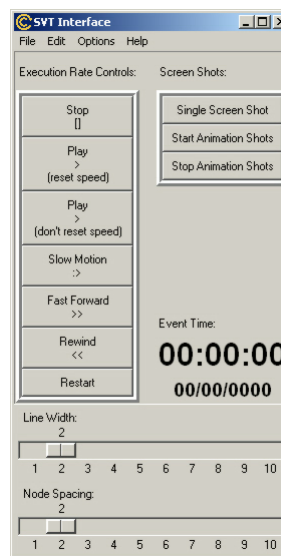 SVT Interface
File Edit Options Help
Execution Rate Controls:
Screen Shots:
Stop
[]
Play
>
(reset speed)
Play
>
(don't reset speed)
Slow Motion
:>
Fast Forward
>>
Rewind
<<
Restart
Single Screen Shot
Start Animation Shots
Stop Animation Shots
Event Time:
00:00:00
00/00/0000
Line Width:
2
1 2 3 4 5 6 7 8 9 10
Node Spacing:
2
1 2 3 4 5 6 7 8 9 10